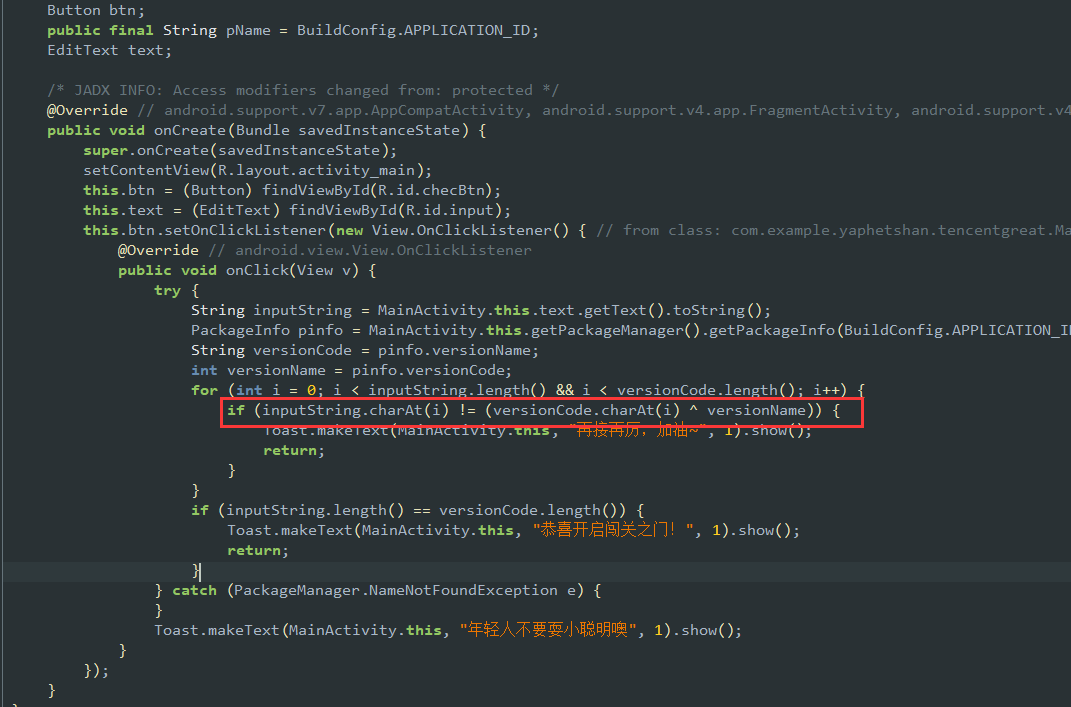 Button btn;
public final String pName = BuildConfig.APPLICATION_ID;
EditText text;
/* JADX INFO: Access modifiers changed from: protected */
@Override // android.support.v7.app.AppCompatActivity, android.support.v4.app.FragmentActivity, android.support.v4
public void onCreate(Bundle savedInstanceState) {
super.onCreate(savedInstanceState);
setContentView(R.layout.activity_main);
this.btn = (Button) findViewById(R.id.checBtn);
this.text = (EditText) findViewById(R.id.input);
this.btn.setOnClickListener(new View.OnClickListener() { // from class: com.example.yaphetshan.tencentgreat.Ma
@Override // android.view.View.OnClickListener
public void onClick(View v) {
try {
String inputString = MainActivity.this.text.getText().toString();
PackageInfo pinfo = MainActivity.this.getPackageManager().getPackageInfo(BuildConfig.APPLICATION_I
String versionCode = pinfo.versionName;
int versionName = pinfo.versionCode;
for (int i = 0; i < inputString.length() && i < versionCode.length(); i++) {
if (inputString.charAt(i) != (versionCode.charAt(i) ^ versionName)) {
Toast.makeText(MainActivity.this, "再接再厉，加油~", 1).show();
return;
}
}
if (inputString.length() == versionCode.length()) {
Toast.makeText(MainActivity.this, "恭喜开启闯关之门！", 1).show();
return;
}
} catch (PackageManager.NameNotFoundException e) {
}
Toast.makeText(MainActivity.this, "年轻人不要耍小聪明噢", 1).show();
}
});
}